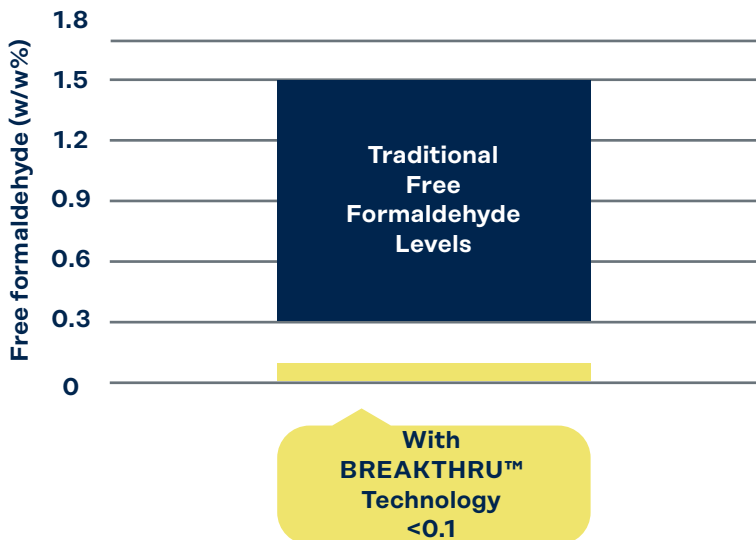 Free formaldehyde (w/w%)
1.8
1.5
1.2
0.9
0.6
0.3
0
Traditional
Free
Formaldehyde
Levels
With
BREAKTHRU™
Technology
<0.1